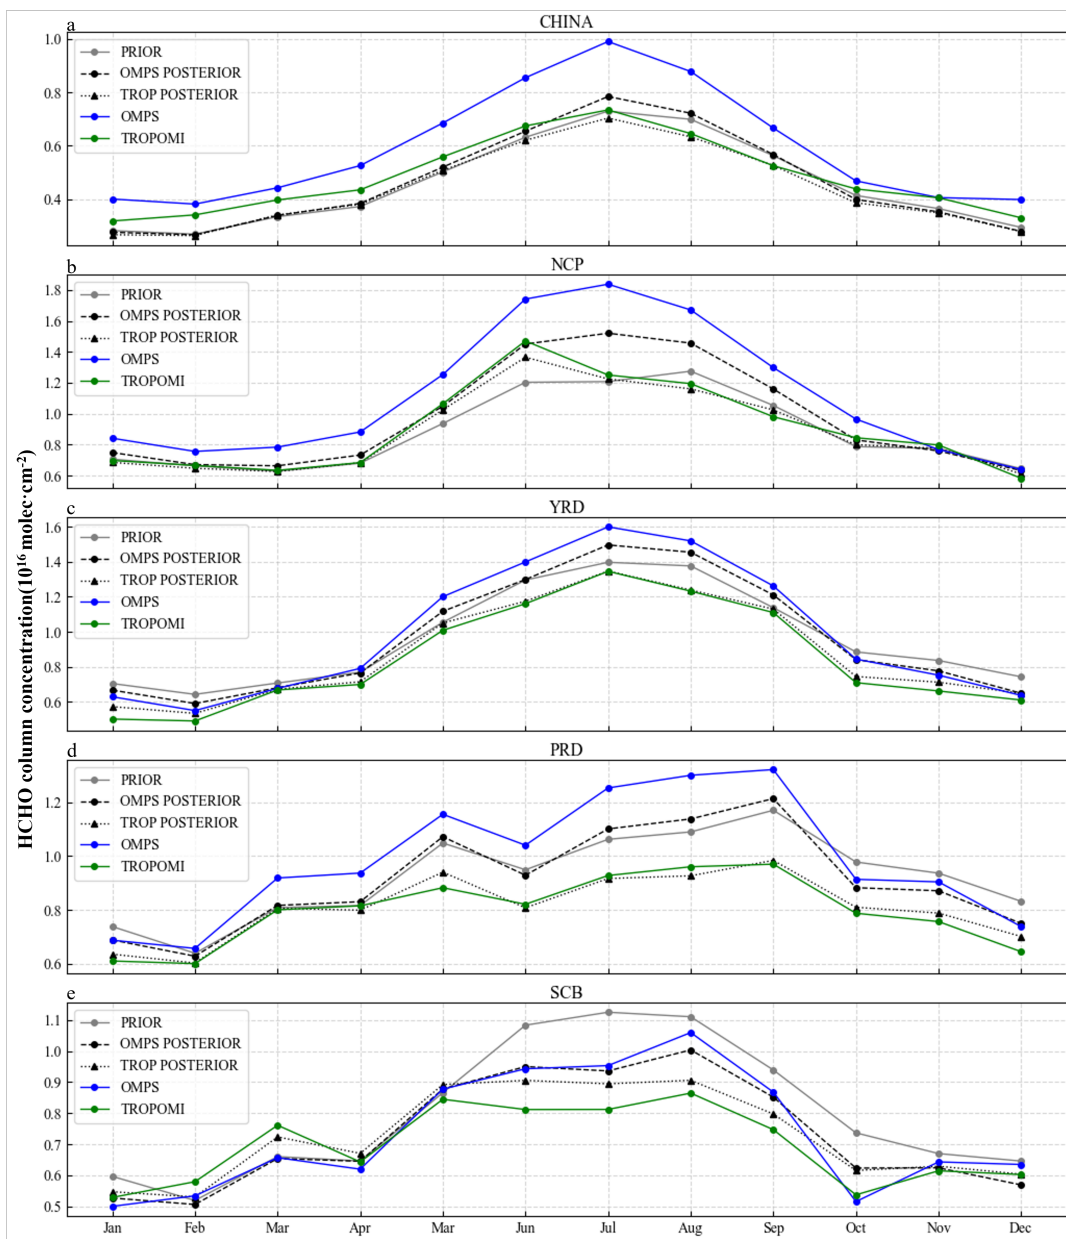 a
CHINA
1.0
0.8
0.6
0.4
PRIOR
OMPS POSTERIOR
TROP POSTERIOR
OMPS
TROPOMI
b
NCP
1.8
1.6
1.4
1.2
1.0
0.8
0.6
PRIOR
OMPS POSTERIOR
TROP POSTERIOR
OMPS
TROPOMI
HCHO column concentration(10¹⁶ molec·cm⁻²)
c
YRD
1.6
1.4
1.2
1.0
0.8
0.6
PRIOR
OMPS POSTERIOR
TROP POSTERIOR
OMPS
TROPOMI
d
PRD
1.2
1.0
0.8
0.6
PRIOR
OMPS POSTERIOR
TROP POSTERIOR
OMPS
TROPOMI
e
SCB
1.1
1.0
0.9
0.8
0.7
0.6
0.5
PRIOR
OMPS POSTERIOR
TROP POSTERIOR
OMPS
TROPOMI
Jan Feb Mar Apr Mar Jun Jul Aug Sep Oct Nov Dec